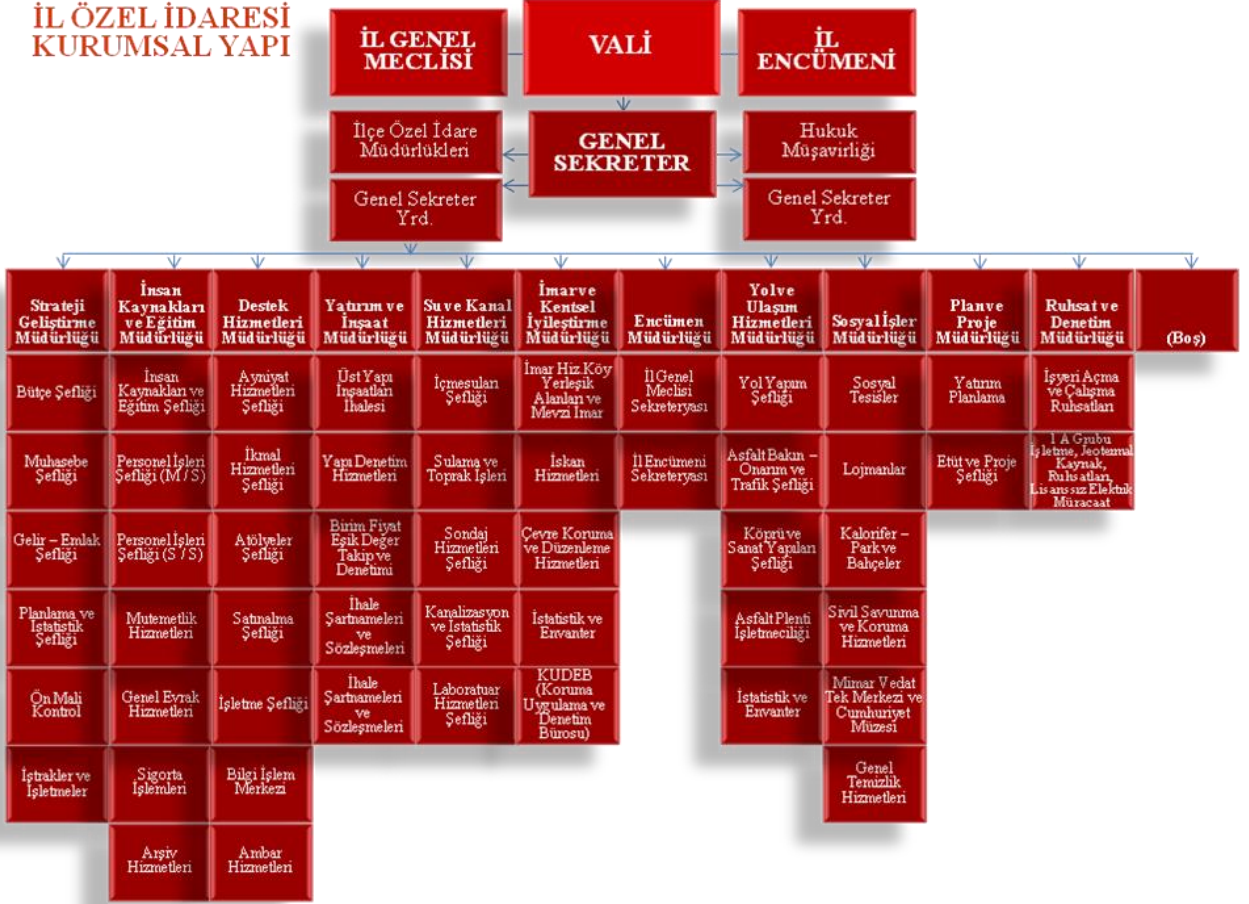 İL ÖZEL İDARESİ
KURUMSAL YAPI
İL GENEL
MECLİSİ
VALİ
İL
ENCÜMENİ
İlçe Özel İdare
Müdürlükleri
GENEL
SEKRETER
Hukuk
Müşavirliği
Genel Sekreter
Yrd.
Genel Sekreter
Yrd.
Strateji
Geliştirme
Müdürlüğü
İnsan
Kaynakları
ve Eğitim
Müdürlüğü
Destek
Hizmetleri
Müdürlüğü
Yatırım ve
İnşaat
Müdürlüğü
Su ve Kanal
Hizmetleri
Müdürlüğü
İmar ve
Kentsel
İyileştirme
Müdürlüğü
Encümen
Müdürlüğü
Yol ve
Ulaşım
Hizmetleri
Müdürlüğü
Sosyal İşler
Müdürlüğü
Plan ve
Proje
Müdürlüğü
Ruhsat ve
Denetim
Müdürlüğü
(Boş)
Bütçe Şefliği
İnsan
Kaynakları ve
Eğitim Şefliği
Ayniyat
Hizmetleri
Şefliği
Üst Yapı
İnşaatları
İhalesi
İçmesuları
Şefliği
İmar Hiz. Köy
Yerleşik
Alanları ve
Mevzi İmar
İl Genel
Meclisi
Sekreteryası
Yol Yapım
Şefliği
Sosyal
Tesisler
Yatırım
Planlama
İşyeri Açma
ve Çalışma
Ruhsatları
Muhasebe
Şefliği
Personel İşleri
Şefliği (M / S)
İkmal
Hizmetleri
Şefliği
Yapı Denetim
Hizmetleri
Sulama ve
Toprak İşleri
İskan
Hizmetleri
İl Encümeni
Sekreteryası
Asfalt Bakın –
Onarım ve
Trafik Şefliği
Lojmanlar
Etüt ve Proje
Şefliği
1 A Grubu
İşletme, Jeotermal
Kaynak,
Ruhsatları,
Lisanssız Elektrik
Müracaat
Gelir – Emlak
Şefliği
Personel İşleri
Şefliği (S / S)
Atölyeler
Şefliği
Birim Fiyat
Eşik Değer
Takip ve
Denetimi
Sondaj
Hizmetleri
Şefliği
Çevre Koruma
ve Düzenleme
Hizmetleri
Köprü ve
Sanat Yapıları
Şefliği
Kalorifer –
Park ve
Bahçeler
Planlama ve
İstatistik
Şefliği
Mutemetlik
Hizmetleri
Satınalma
Şefliği
İhale
Şartnameleri
ve
Sözleşmeleri
Kanalizasyon
ve İstatistik
Şefliği
İstatistik ve
Envanter
Asfalt Plenti
İşletmeciliği
Sivil Savunma
ve Koruma
Hizmetleri
Ön Mali
Kontrol
Genel Evrak
Hizmetleri
İşletme Şefliği
İhale
Şartnameleri
ve
Sözleşmeleri
Laboratuar
Hizmetleri
Şefliği
KUDEB
(Koruma
Uygulama ve
Denetim
Bürosu)
İstatistik ve
Envanter
Mimar Vedat
Tek Merkezi ve
Cumhuriyet
Müzesi
İştrakler ve
İşletmeler
Sigorta
İşlemleri
Bilgi İşlem
Merkezi
Genel
Temizlik
Hizmetleri
Arşiv
Hizmetleri
Ambar
Hizmetleri